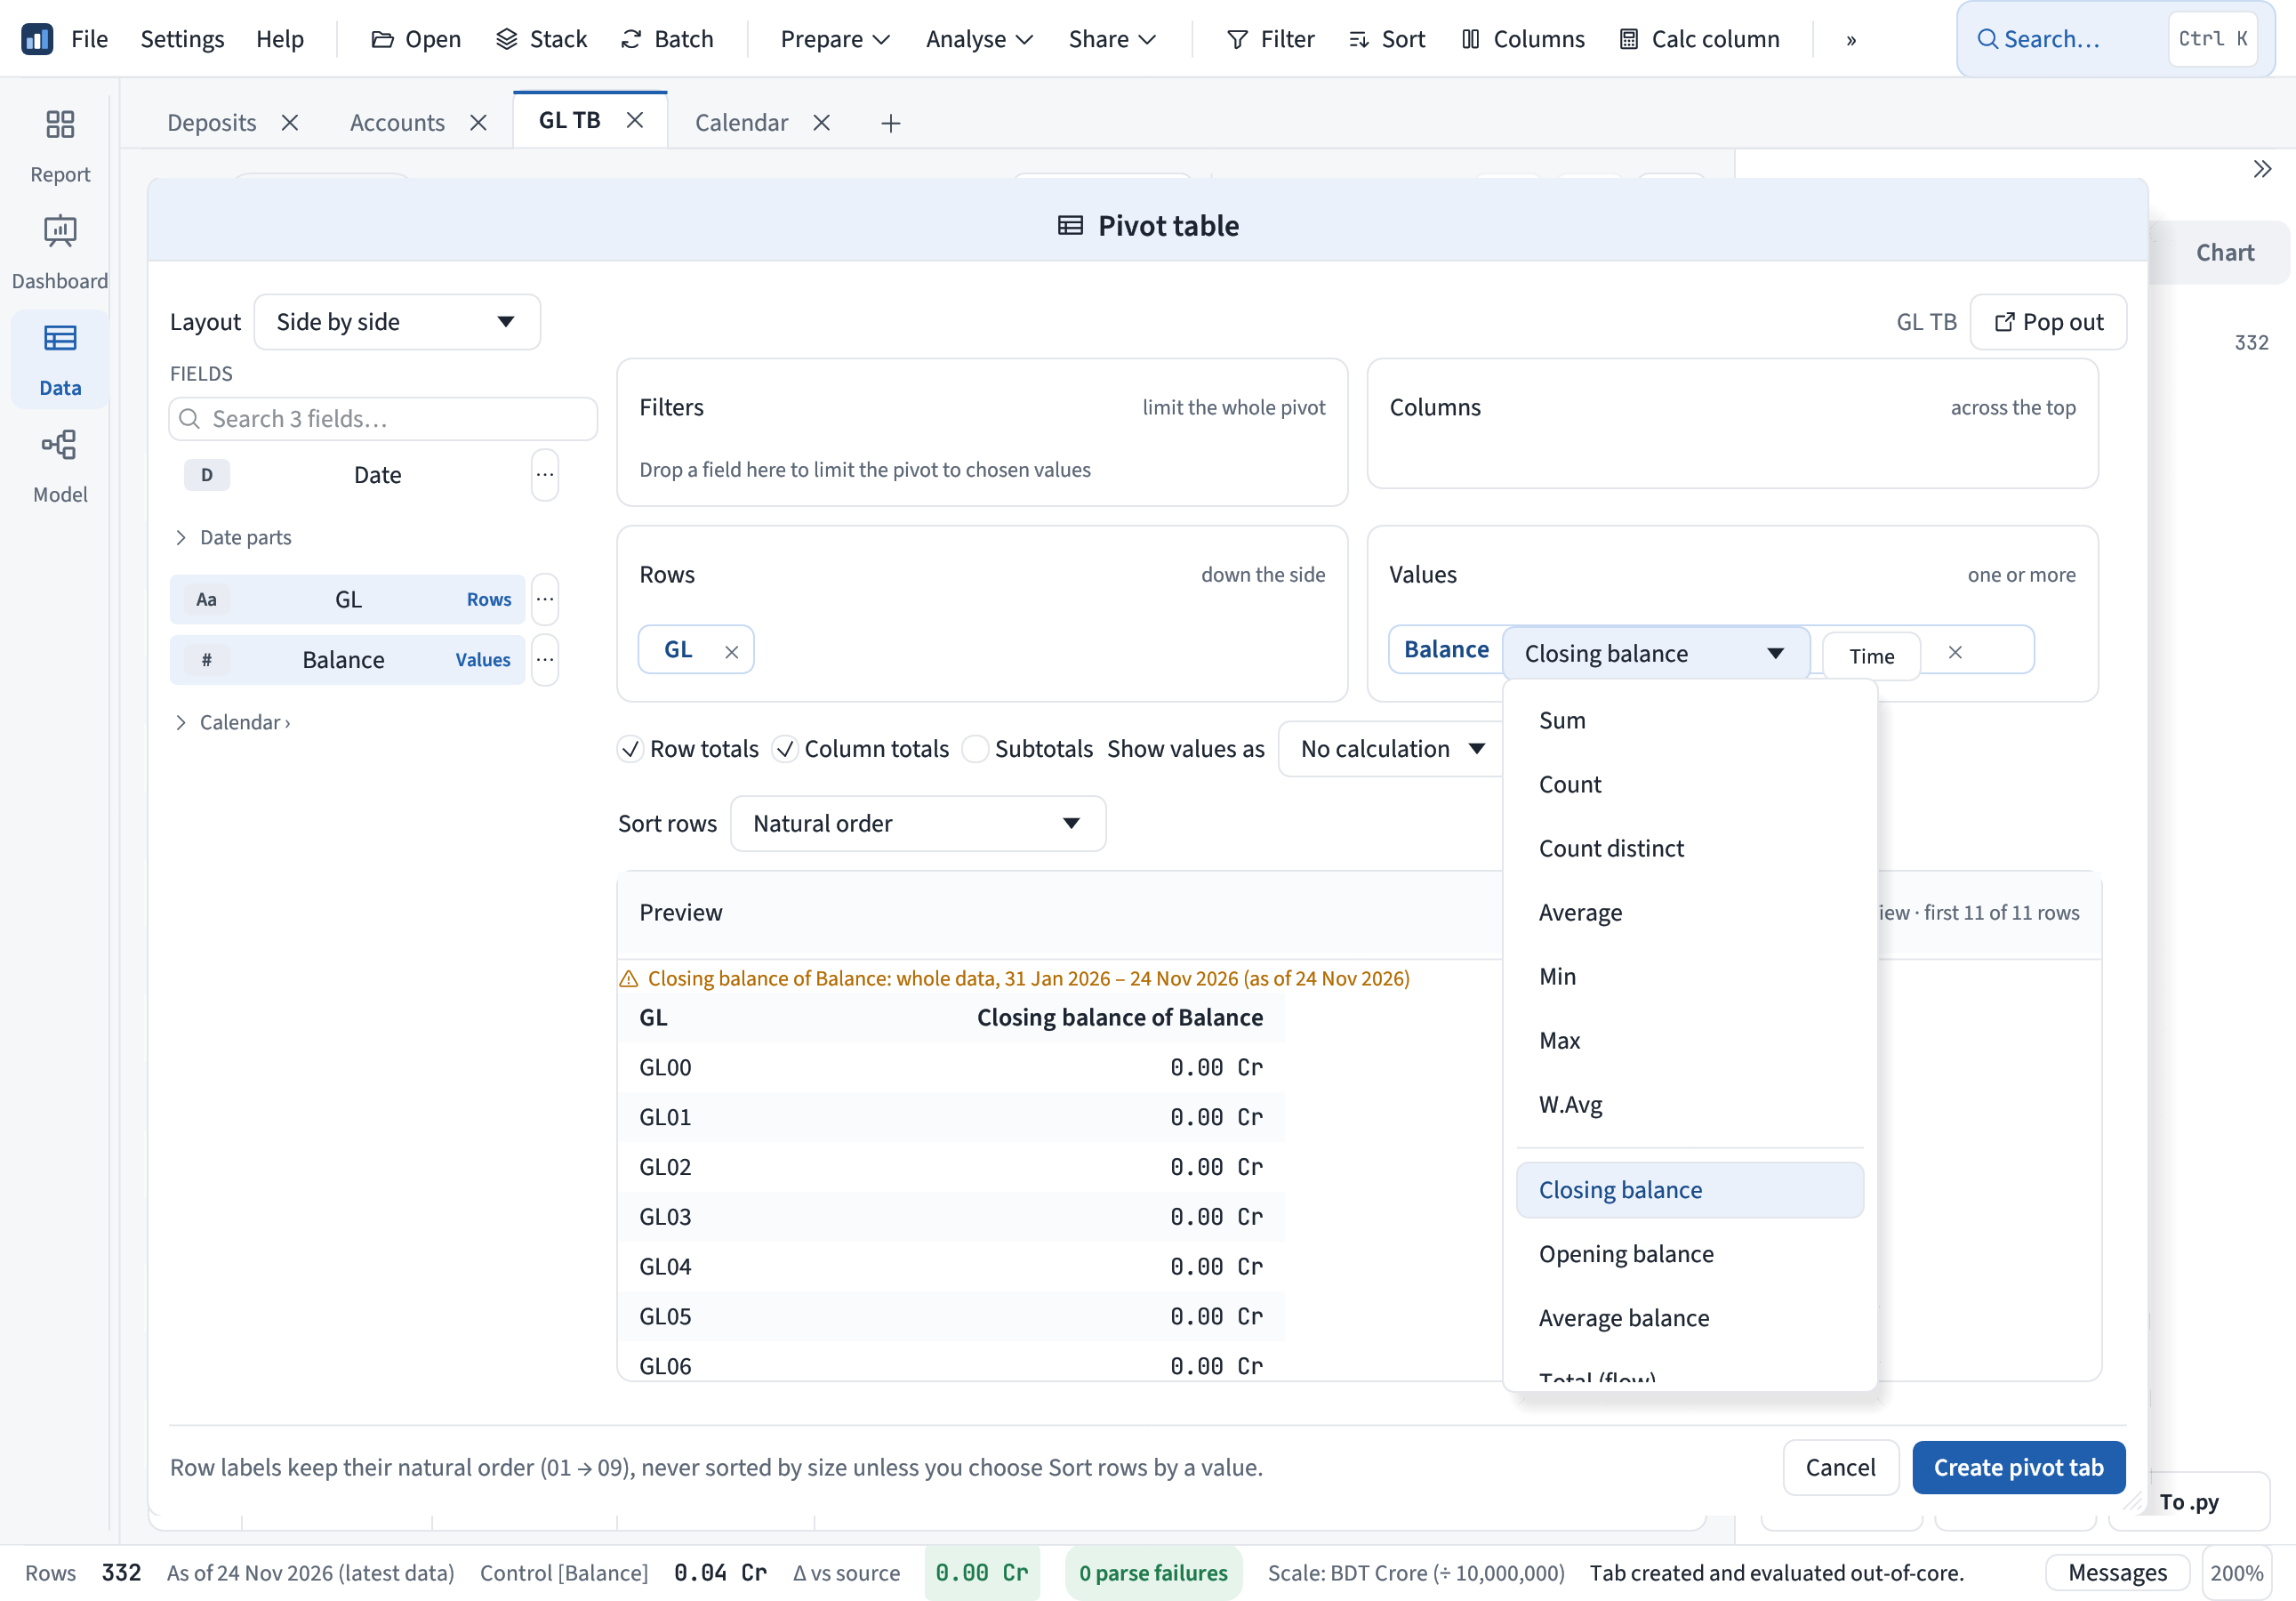 File Settings Help Open Stack Batch Prepare Analyse Share Filter Sort Columns Calc column » Search… Ctrl K
Deposits Accounts GL TB Calendar
Report
Dashboard
Data
Model
Pivot table
Chart
332
Layout Side by side GL TB Pop out
FIELDS
Search 3 fields…
D Date ...
Date parts
Aa GL Rows ...
# Balance Values ...
Calendar ›
Filters limit the whole pivot
Drop a field here to limit the pivot to chosen values
Columns across the top
Rows down the side
GL
Values one or more
Balance Closing balance Time
Row totals Column totals Subtotals Show values as No calculation
Sort rows Natural order
Sum
Count
Count distinct
Average
Min
Max
W.Avg
Closing balance
Opening balance
Average balance
Total (flow)
Preview iew · first 11 of 11 rows
Closing balance of Balance: whole data, 31 Jan 2026 – 24 Nov 2026 (as of 24 Nov 2026)
GL Closing balance of Balance
GL00 0.00 Cr
GL01 0.00 Cr
GL02 0.00 Cr
GL03 0.00 Cr
GL04 0.00 Cr
GL05 0.00 Cr
GL06 0.00 Cr
Row labels keep their natural order (01 → 09), never sorted by size unless you choose Sort rows by a value.
Cancel Create pivot tab
To .py
Rows 332 As of 24 Nov 2026 (latest data) Control [Balance] 0.04 Cr Δ vs source 0.00 Cr 0 parse failures Scale: BDT Crore (÷ 10,000,000) Tab created and evaluated out-of-core. Messages 200%